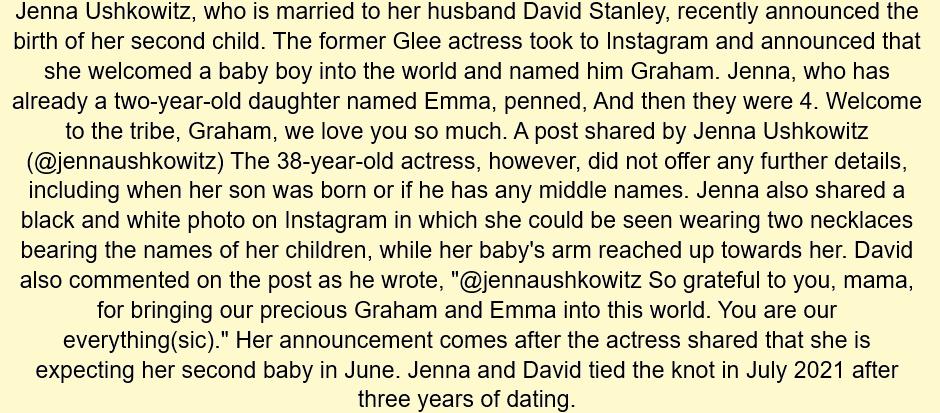 Jenna Ushkowitz, who is married to her husband David Stanley, recently announced the
birth of her second child. The former Glee actress took to Instagram and announced that
she welcomed a baby boy into the world and named him Graham. Jenna, who has
already a two-year-old daughter named Emma, penned, And then they were 4. Welcome
to the tribe, Graham, we love you so much. A post shared by Jenna Ushkowitz
(@jennaushkowitz) The 38-year-old actress, however, did not offer any further details,
including when her son was born or if he has any middle names. Jenna also shared a
black and white photo on Instagram in which she could be seen wearing two necklaces
bearing the names of her children, while her baby's arm reached up towards her. David
also commented on the post as he wrote, "@jennaushkowitz So grateful to you, mama,
for bringing our precious Graham and Emma into this world. You are our
everything(sic)." Her announcement comes after the actress shared that she is
expecting her second baby in June. Jenna and David tied the knot in July 2021 after
three years of dating.